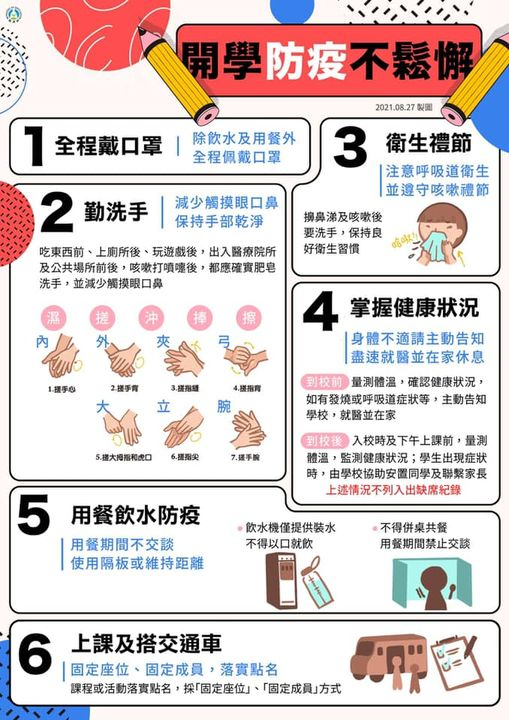 開學防疫不鬆懈
2021.08.27 製圖
1 全程戴口罩
除飲水及用餐外
全程佩戴口罩
2 勤洗手
減少觸摸眼口鼻
保持手部乾淨
吃東西前、上廁所後、玩遊戲後，出入醫療院所
及公共場所前後，咳嗽打噴嚏後，都應確實肥皂
洗手，並減少觸摸眼口鼻
濕 搓 沖 捧 擦
內 外 夾 弓
1.搓手心 2.搓手背 3.搓指縫 4.搓指背
大 立 腕
5.搓大拇指和虎口 6.搓指尖 7.搓手腕
3 衛生禮節
注意呼吸道衛生
並遵守咳嗽禮節
擤鼻涕及咳嗽後
要洗手，保持良
好衛生習慣
咳嗽!
4 掌握健康狀況
身體不適請主動告知
盡速就醫並在家休息
到校前 量測體溫，確認健康狀況，
如有發燒或呼吸道症狀等，主動告知
學校，就醫並在家
到校後 入校時及下午上課前，量測
體溫，監測健康狀況；學生出現症狀
時，由學校協助安置同學及聯繫家長
上述情況不列入出缺席紀錄
5 用餐飲水防疫
用餐期間不交談
使用隔板或維持距離
飲水機僅提供裝水
不得以口就飲
不得併桌共餐
用餐期間禁止交談
6 上課及搭交通車
固定座位、固定成員，落實點名
課程或活動落實點名，採「固定座位」、「固定成員」方式